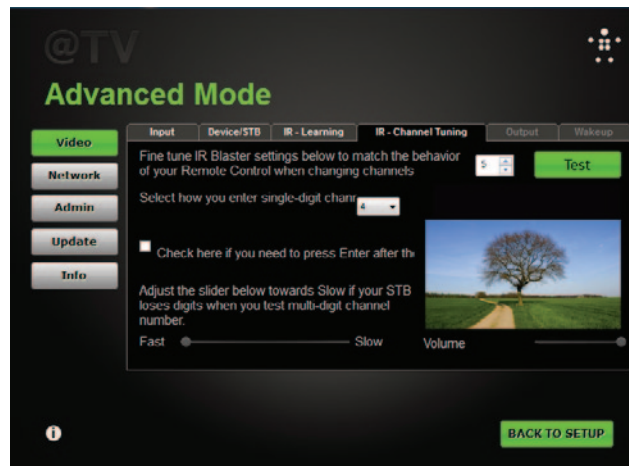 @TV
Advanced Mode
Video
Network
Admin
Update
Info
Input Device/STB IR - Learning IR - Channel Tuning Output Wakeup
Fine tune IR Blaster settings below to match the behavior
of your Remote Control when changing channels
5
Test
Select how you enter single-digit chann
4
Check here if you need to press Enter after the
Adjust the slider below towards Slow if your STB
loses digits when you test multi-digit channel
number.
Fast Slow Volume
i
BACK TO SETUP